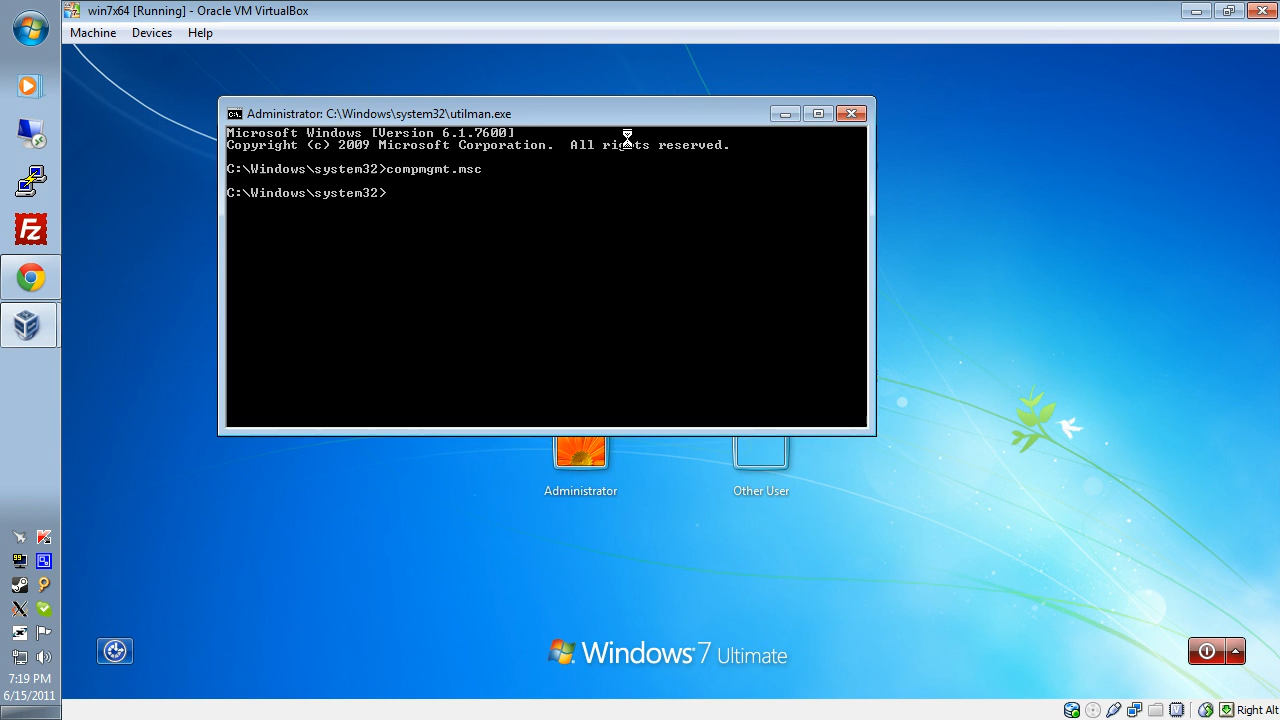 win7x64 [Running] - Oracle VM VirtualBox
Machine Devices Help
Administrator: C:\Windows\system32\utilman.exe
Microsoft Windows [Version 6.1.7600]
Copyright (c) 2009 Microsoft Corporation.  All rights reserved.
C:\Windows\system32>compmgmt.msc
C:\Windows\system32>
Administrator
Other User
Windows 7 Ultimate
Fz
99
7:19 PM
6/15/2011
Right Alt